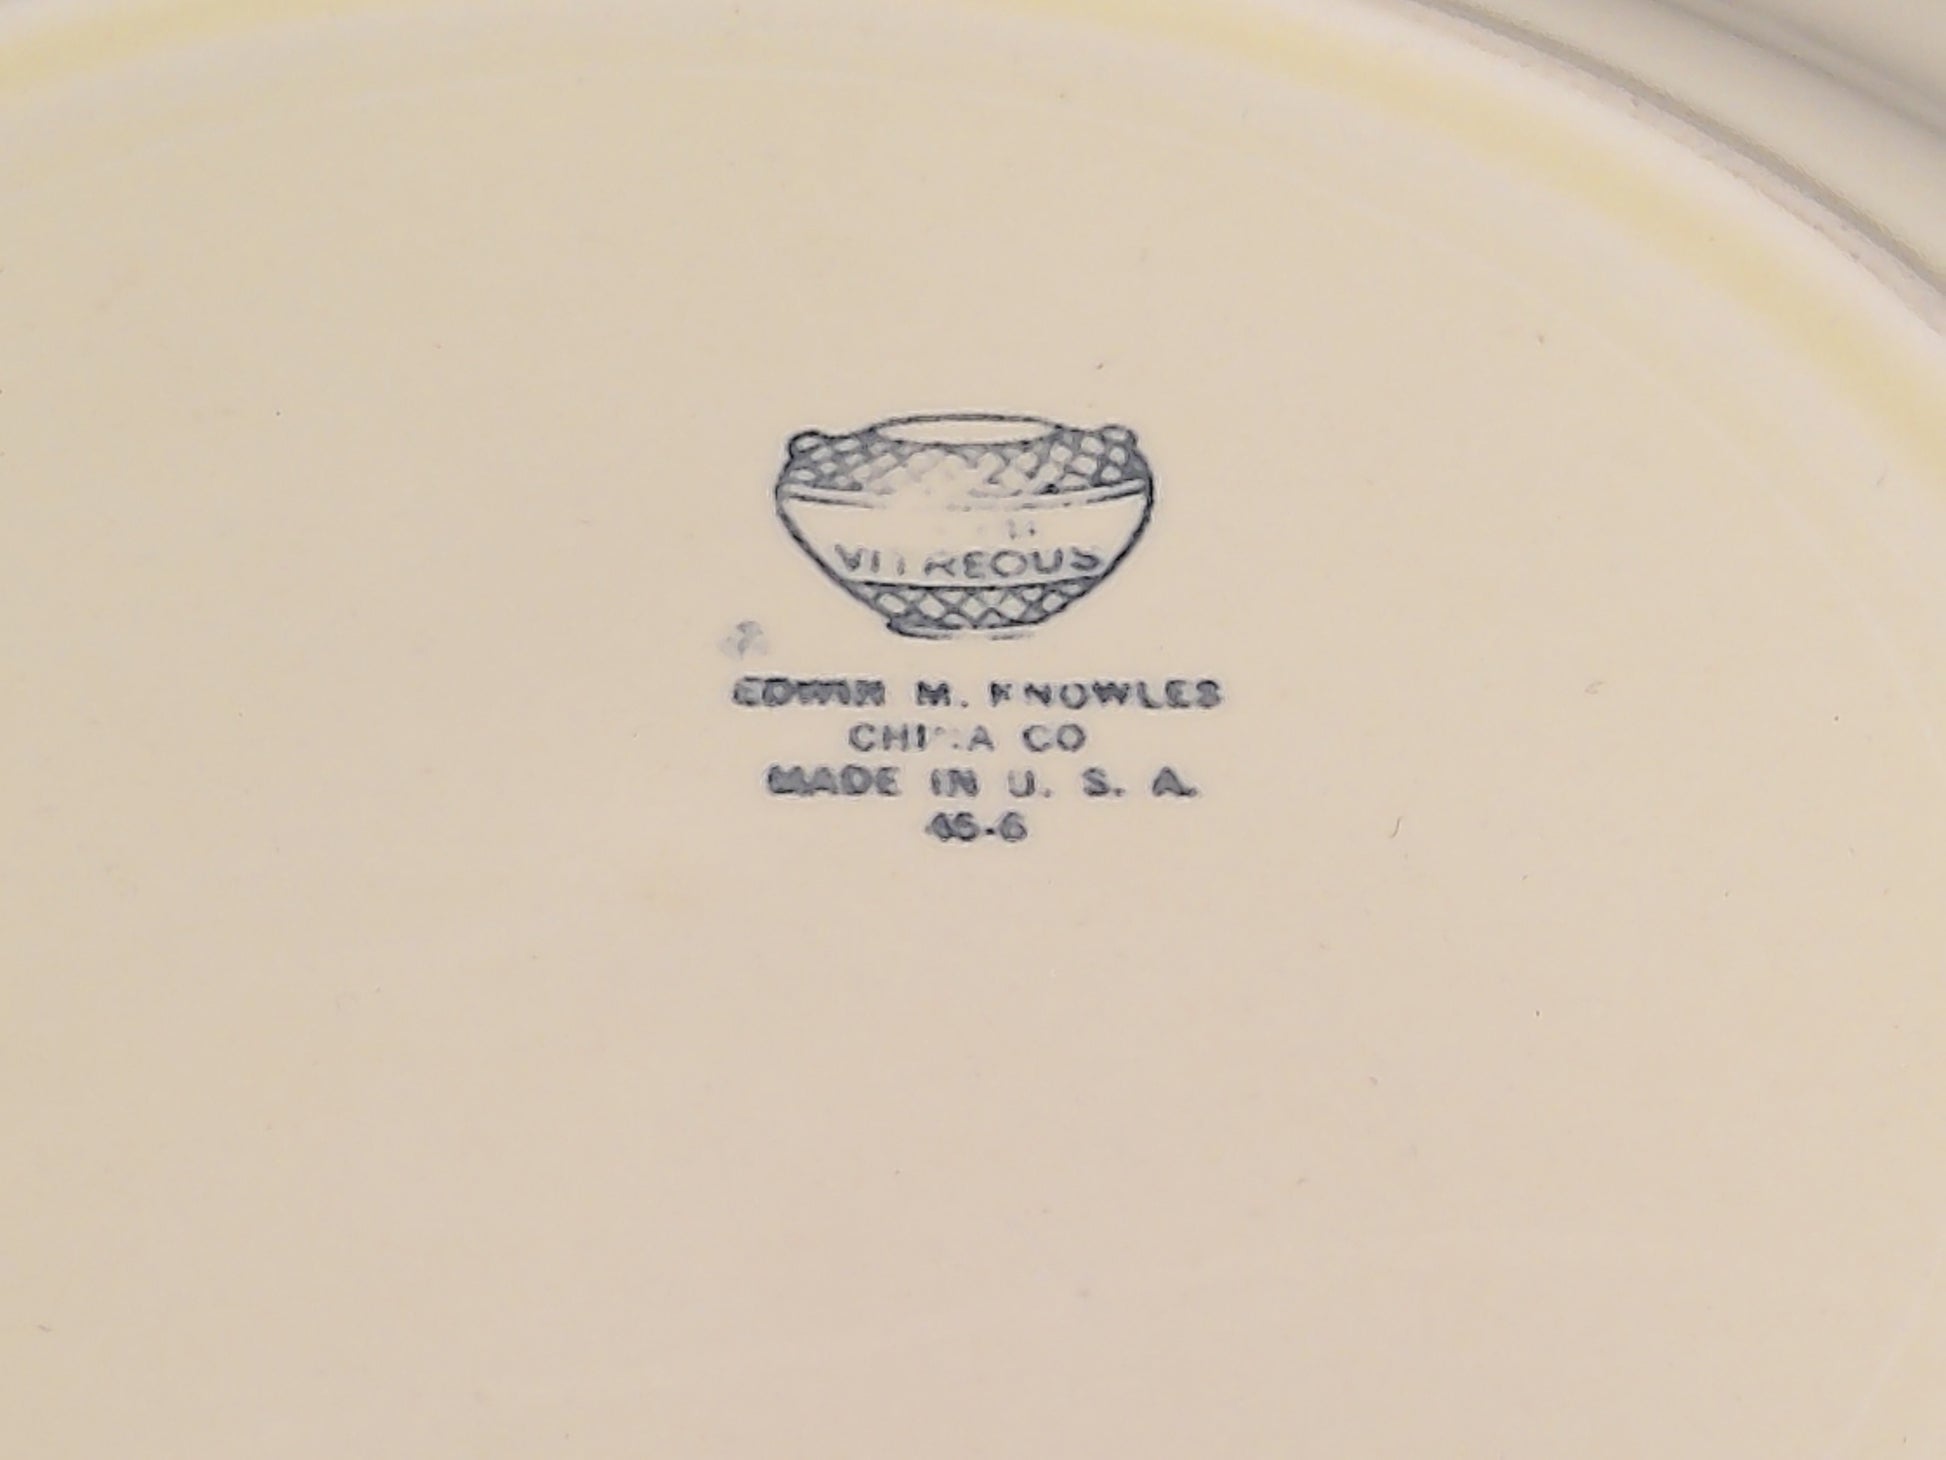 VITREOUS
EDWIN M. KNOWLES
CHINA CO
MADE IN U. S. A.
45-6